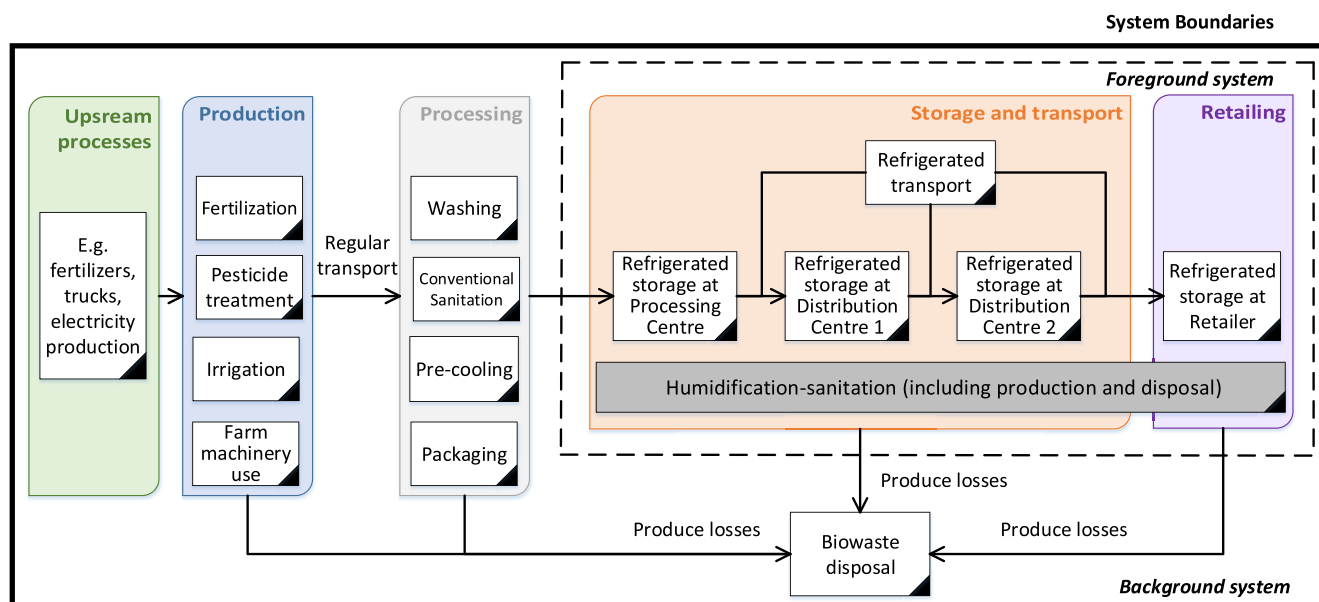 System Boundaries
Foreground system
Upsream
processes
E.g.
fertilizers,
trucks,
electricity
production
Production
Fertilization
Pesticide
treatment
Irrigation
Farm
machinery
use
Regular
transport
Processing
Washing
Conventional
Sanitation
Pre-cooling
Packaging
Storage and transport
Refrigerated
transport
Refrigerated
storage at
Processing
Centre
Refrigerated
storage at
Distribution
Centre 1
Refrigerated
storage at
Distribution
Centre 2
Retailing
Refrigerated
storage at
Retailer
Humidification-sanitation (including production and disposal)
Produce losses
Produce losses
Produce losses
Biowaste
disposal
Background system